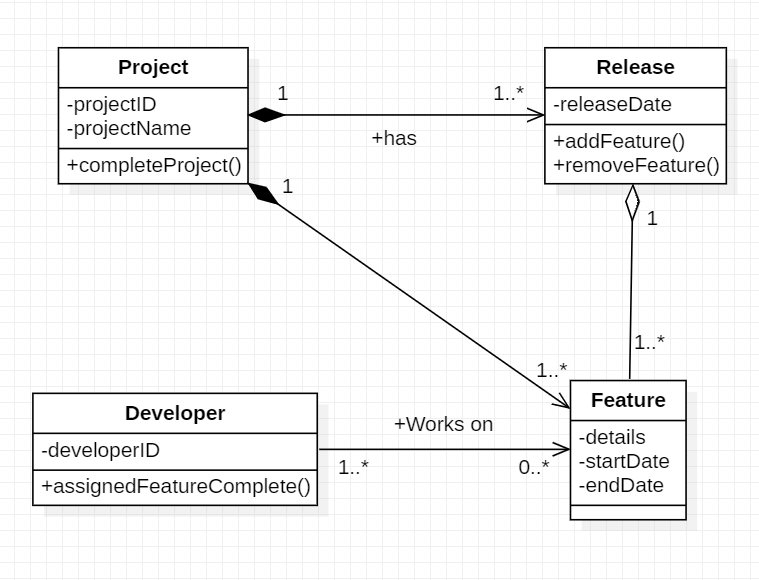 Project
-projectID
-projectName
+completeProject()
1
1..*
+has
Release
-releaseDate
+addFeature()
+removeFeature()
1
1
1..*
1..*
Developer
-developerID
+assignedFeatureComplete()
+Works on
1..*
0..*
Feature
-details
-startDate
-endDate